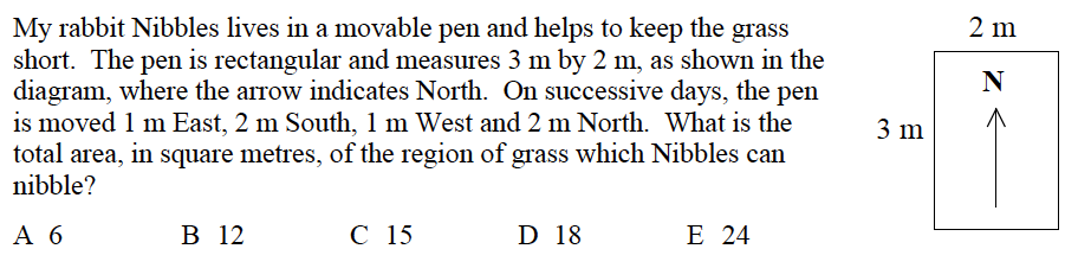 My rabbit Nibbles lives in a movable pen and helps to keep the grass
short. The pen is rectangular and measures 3 m by 2 m, as shown in the
diagram, where the arrow indicates North. On successive days, the pen
is moved 1 m East, 2 m South, 1 m West and 2 m North. What is the
total area, in square metres, of the region of grass which Nibbles can
nibble?
A 6 B 12 C 15 D 18 E 24
2 m
N
3 m